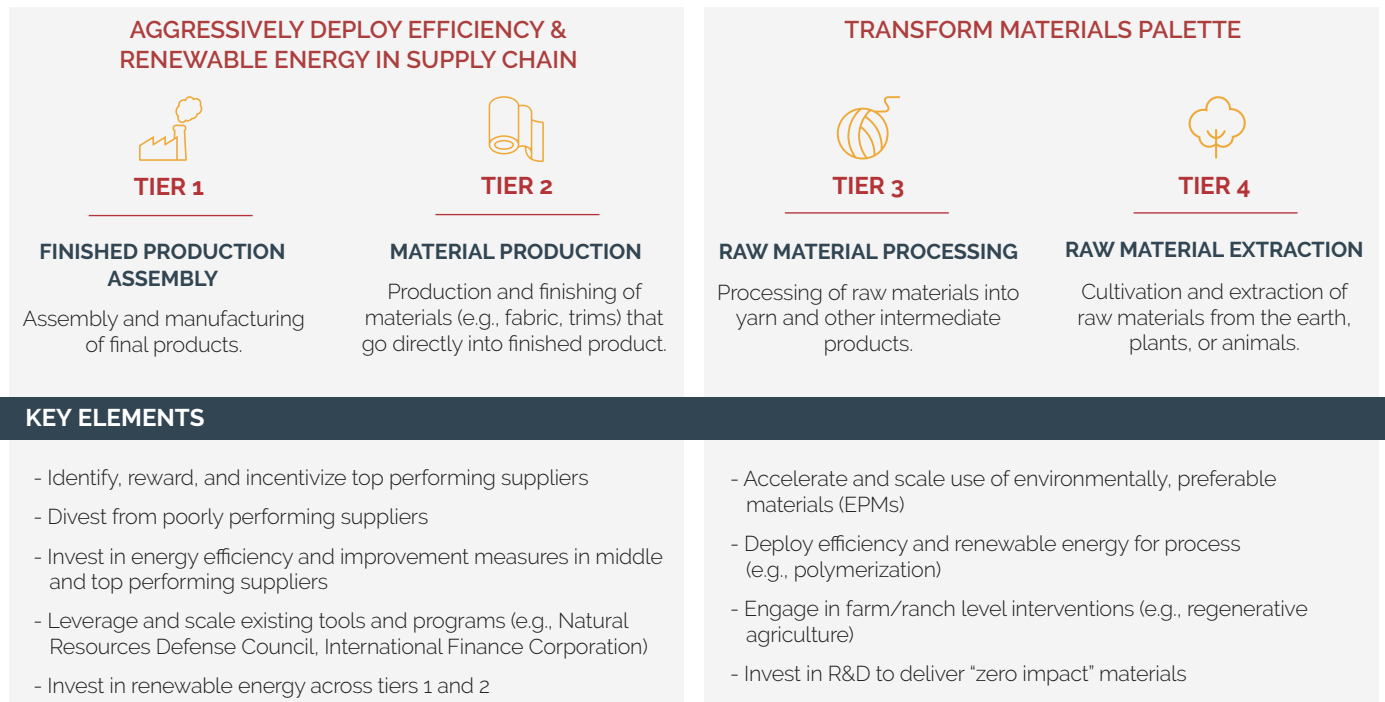 AGGRESSIVELY DEPLOY EFFICIENCY &
RENEWABLE ENERGY IN SUPPLY CHAIN
TIER 1
FINISHED PRODUCTION
ASSEMBLY
Assembly and manufacturing
of final products.
TIER 2
MATERIAL PRODUCTION
Production and finishing of
materials (e.g., fabric, trims) that
go directly into finished product.
TRANSFORM MATERIALS PALETTE
TIER 3
RAW MATERIAL PROCESSING
Processing of raw materials into
yarn and other intermediate
products.
TIER 4
RAW MATERIAL EXTRACTION
Cultivation and extraction of
raw materials from the earth,
plants, or animals.
KEY ELEMENTS
- Identify, reward, and incentivize top performing suppliers
- Divest from poorly performing suppliers
- Invest in energy efficiency and improvement measures in middle
and top performing suppliers
- Leverage and scale existing tools and programs (e.g., Natural
Resources Defense Council, International Finance Corporation)
- Invest in renewable energy across tiers 1 and 2
- Accelerate and scale use of environmentally, preferable
materials (EPMs)
- Deploy efficiency and renewable energy for process
(e.g., polymerization)
- Engage in farm/ranch level interventions (e.g., regenerative
agriculture)
- Invest in R&D to deliver “zero impact” materials